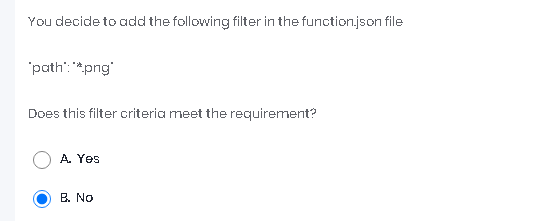 You decide to add the following filter in the function.json file
"path": "*.png"
Does this filter criteria meet the requirement?
A. Yes
B. No